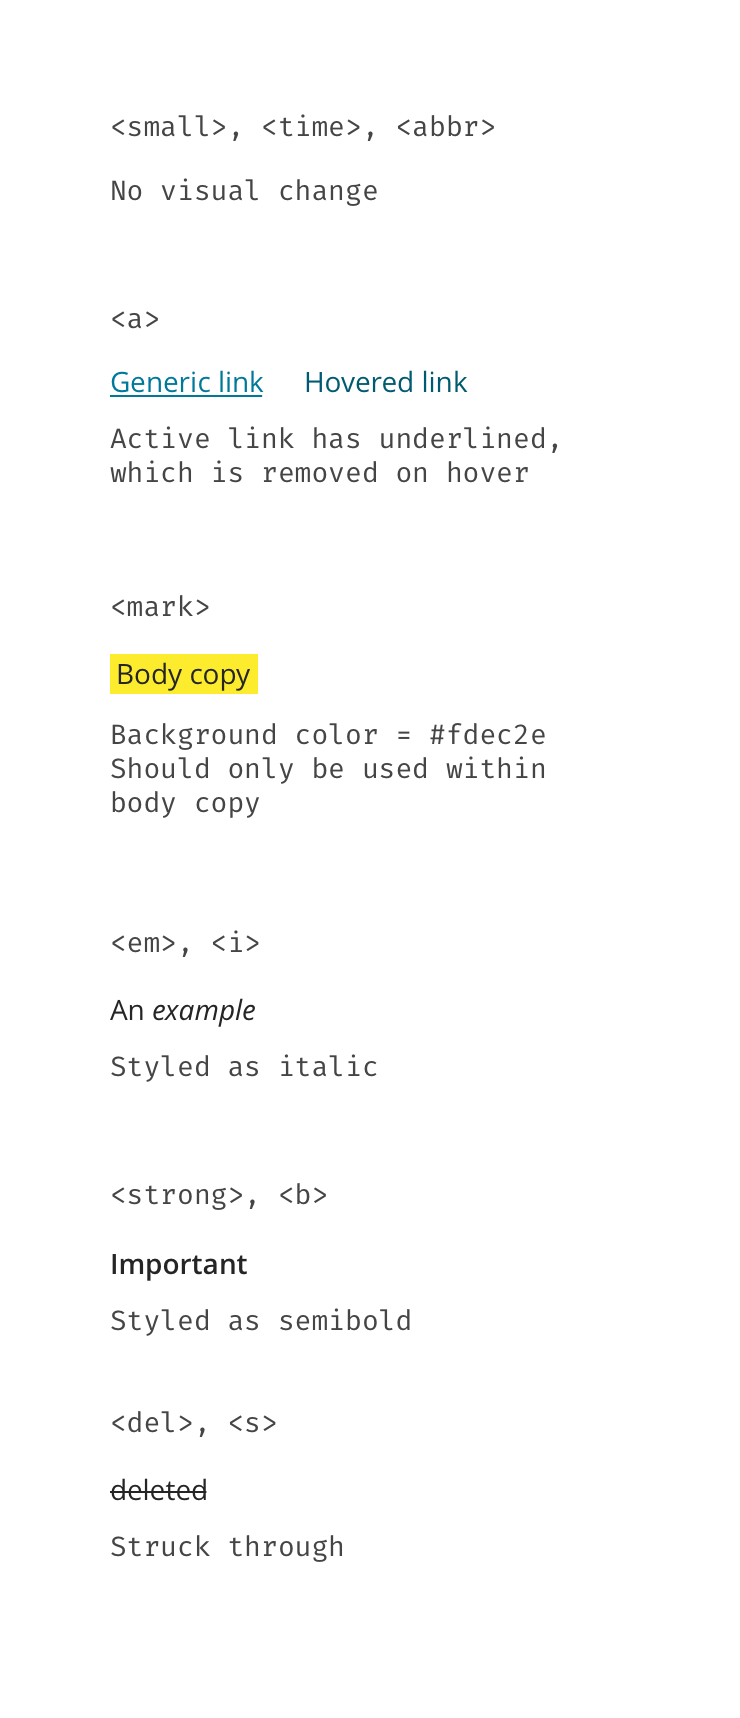 <small>, <time>, <abbr>
No visual change
<a>
Generic link Hovered link
Active link has underlined,
which is removed on hover
<mark>
Body copy
Background color = #fdec2e
Should only be used within
body copy
<em>, <i>
An example
Styled as italic
<strong>, <b>
Important
Styled as semibold
<del>, <s>
deleted
Struck through